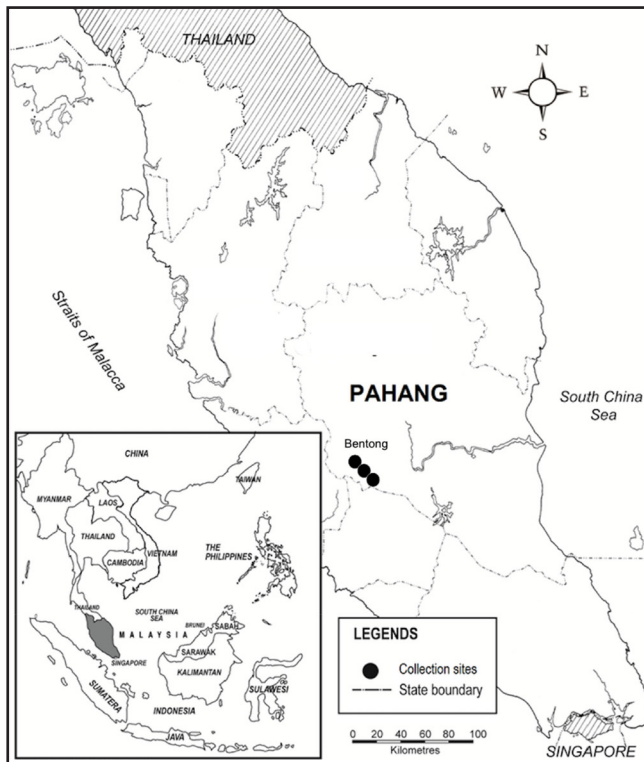 THAILAND
N
W
E
S
Straits of Malacca
PAHANG
South China
Sea
Bentong
CHINA
TAIWAN
MYANMAR
LAOS
THAILAND
VIETNAM
CAMBODIA
THE
PHILIPPINES
THAILAND
SOUTH CHINA
SEA
BRUNEI
SABAH
MALAYSIA
SINGAPORE
SARAWAK
KALIMANTAN
SUMATERA
SULAWESI
INDONESIA
JAVA
LEGENDS
Collection sites
State boundary
0 20 40 60 80 100
Kilometres
SINGAPORE